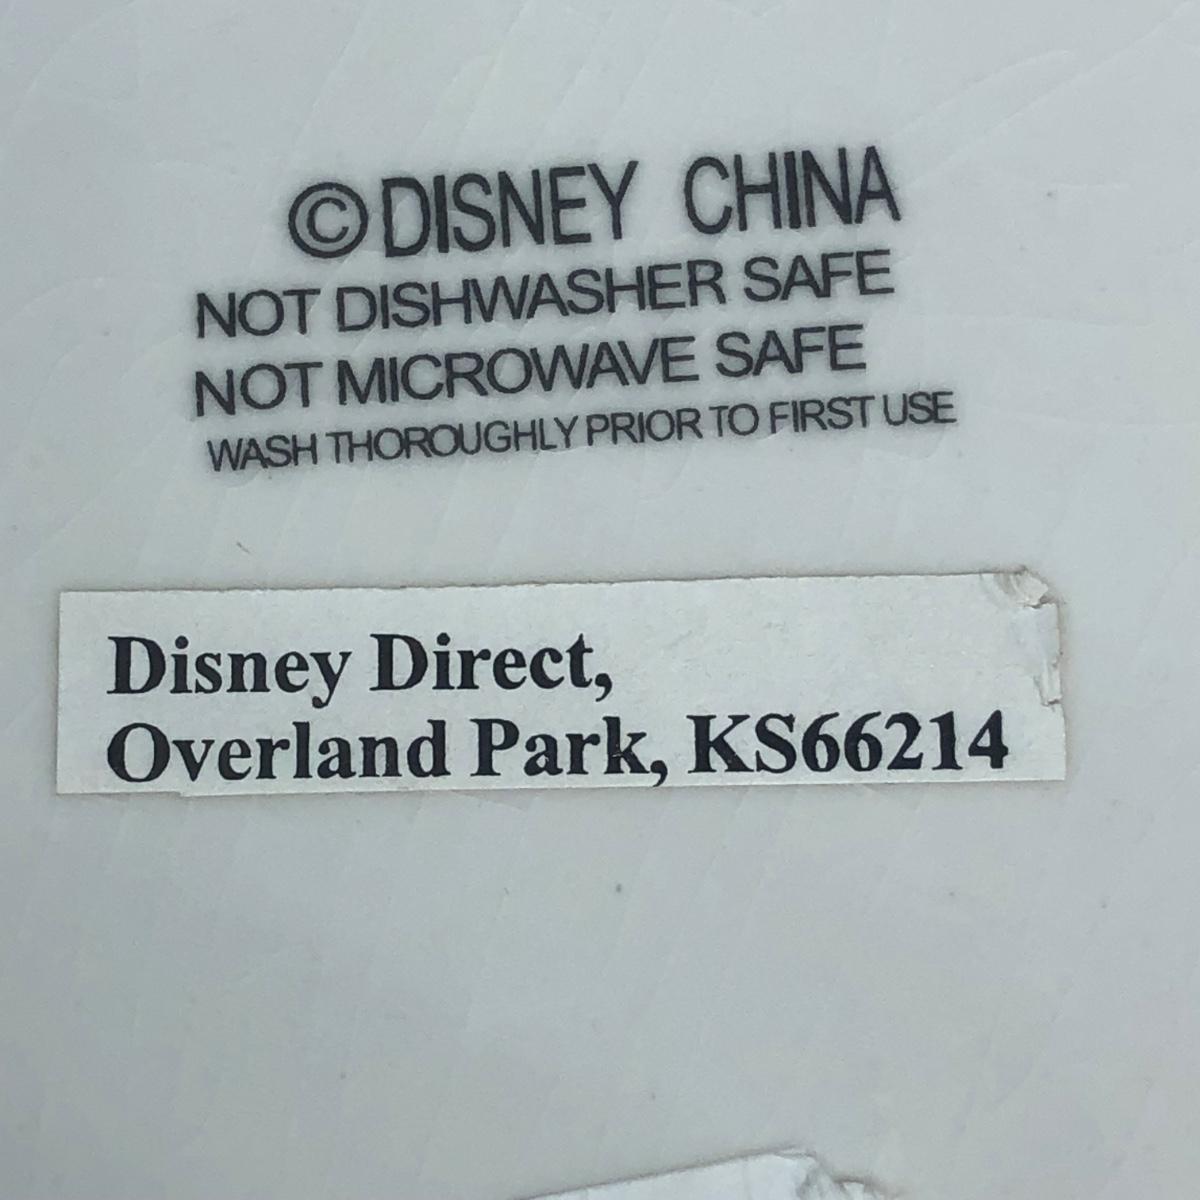 ©DISNEY CHINA
NOT DISHWASHER SAFE
NOT MICROWAVE SAFE
WASH THOROUGHLY PRIOR TO FIRST USE
Disney Direct,
Overland Park, KS66214